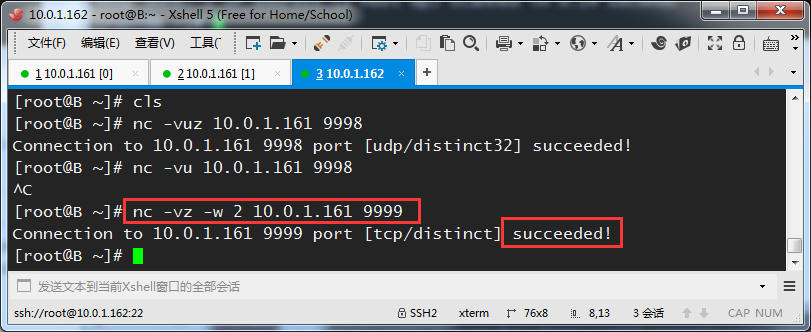 10.0.1.162 - root@B:~ - Xshell 5 (Free for Home/School)
文件(F) 编辑(E) 查看(V) 工具(
1 10.0.1.161 [0] × 2 10.0.1.161 [1] × 3 10.0.1.162 × +
[root@B ~]# cls
[root@B ~]# nc -vuz 10.0.1.161 9998
Connection to 10.0.1.161 9998 port [udp/distinct32] succeeded!
[root@B ~]# nc -vu 10.0.1.161 9998
^C
[root@B ~]# nc -vz -w 2 10.0.1.161 9999
Connection to 10.0.1.161 9999 port [tcp/distinct] succeeded!
[root@B ~]#
发送文本到当前Xshell窗口的全部会话
ssh://root@10.0.1.162:22 SSH2 xterm 76x8 8,13 3 会话 CAP NUM